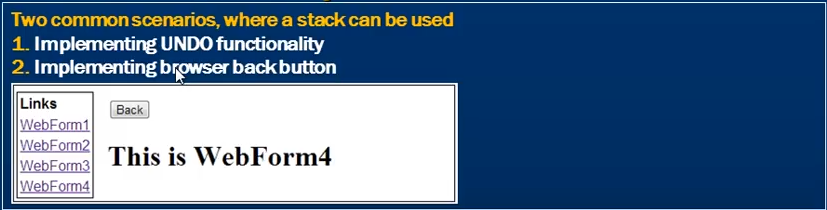 Two common scenarios, where a stack can be used
1. Implementing UNDO functionality
2. Implementing browser back button
Links
WebForm1
WebForm2
WebForm3
WebForm4
Back
This is WebForm4